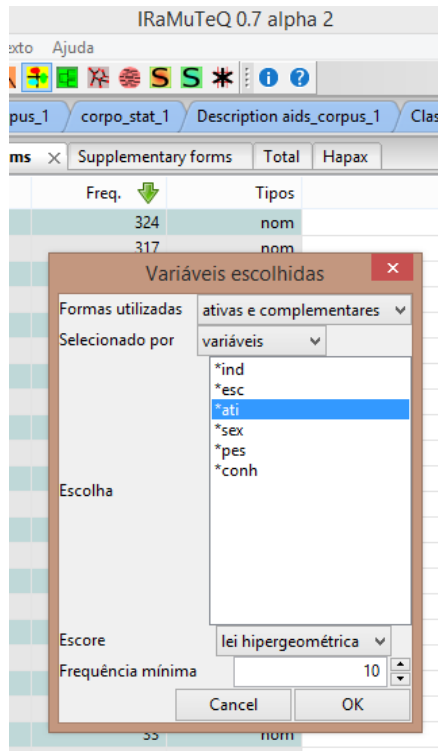 IRaMuTeQ 0.7 alpha 2
exto Ajuda
S S
pus_1 corpo_stat_1 Description aids_corpus_1 Clas
ms Supplementary forms Total Hapax
Freq. Tipos
324 nom
317 nom
Variáveis escolhidas
Formas utilizadas ativas e complementares
Selecionado por variáveis
*ind
*esc
*ati
*sex
*pes
*conh
Escolha
Escore lei hipergeométrica
Frequência mínima 10
Cancel OK
nom